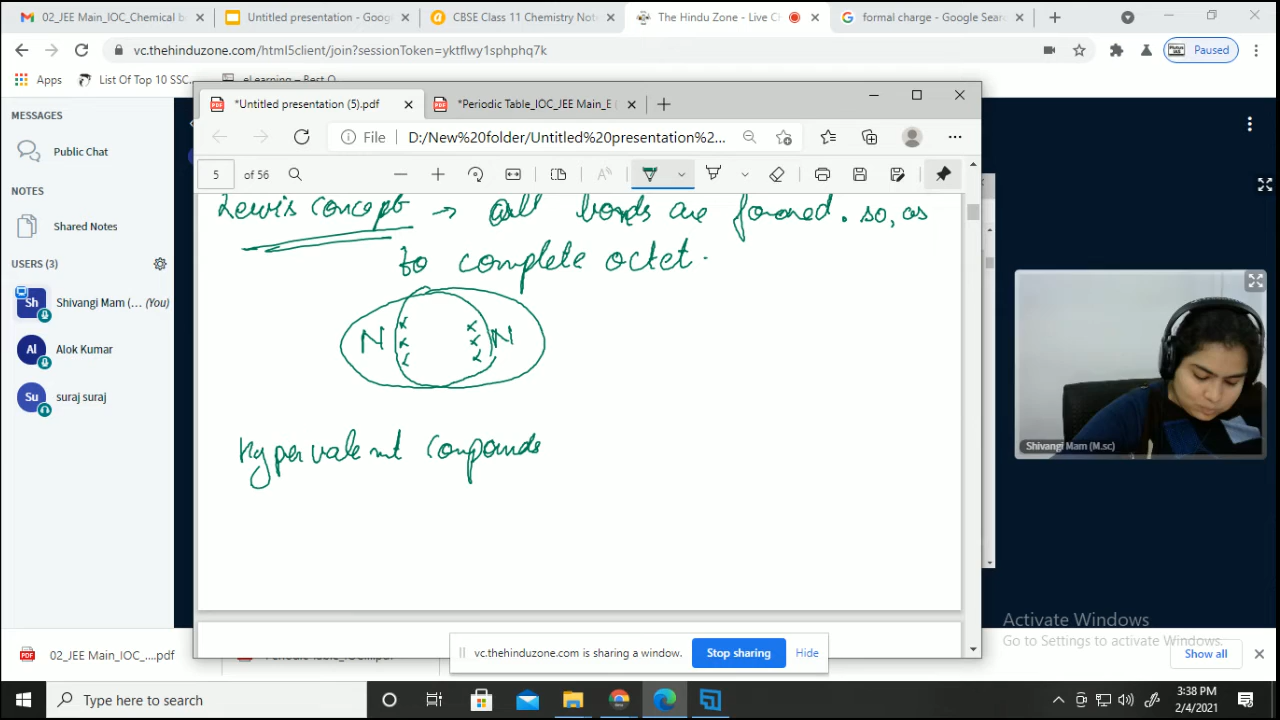 02_JEE Main_IOC_Chemical b
Untitled presentation - Goog
CBSE Class 11 Chemistry Not
The Hindu Zone - Live C
formal charge - Google Sear
vc.thehinduzone.com/html5client/join?sessionToken=yktflwy1sphphq7k
Paused
Apps
List Of Top 10 SSC...
eLearning – Best O
MESSAGES
Public Chat
NOTES
Shared Notes
USERS (3)
Sh
Shivangi Mam (... (You)
Al
Alok Kumar
Su
suraj suraj
*Untitled presentation (5).pdf
*Periodic Table_IOC_JEE Main_E (
File
D:/New%20folder/Untitled%20presentation%2...
5
of 56
Lewis concept → all bonds are formed. so, as
to complete octet.
N
N
Hypervalent compounds
Shivangi Mam (M.sc)
Activate Windows
Go to Settings to activate Windows.
vc.thehinduzone.com is sharing a window.
Stop sharing
Hide
02_JEE Main_IOC_....pdf
Show all
Type here to search
3:38 PM
2/4/2021